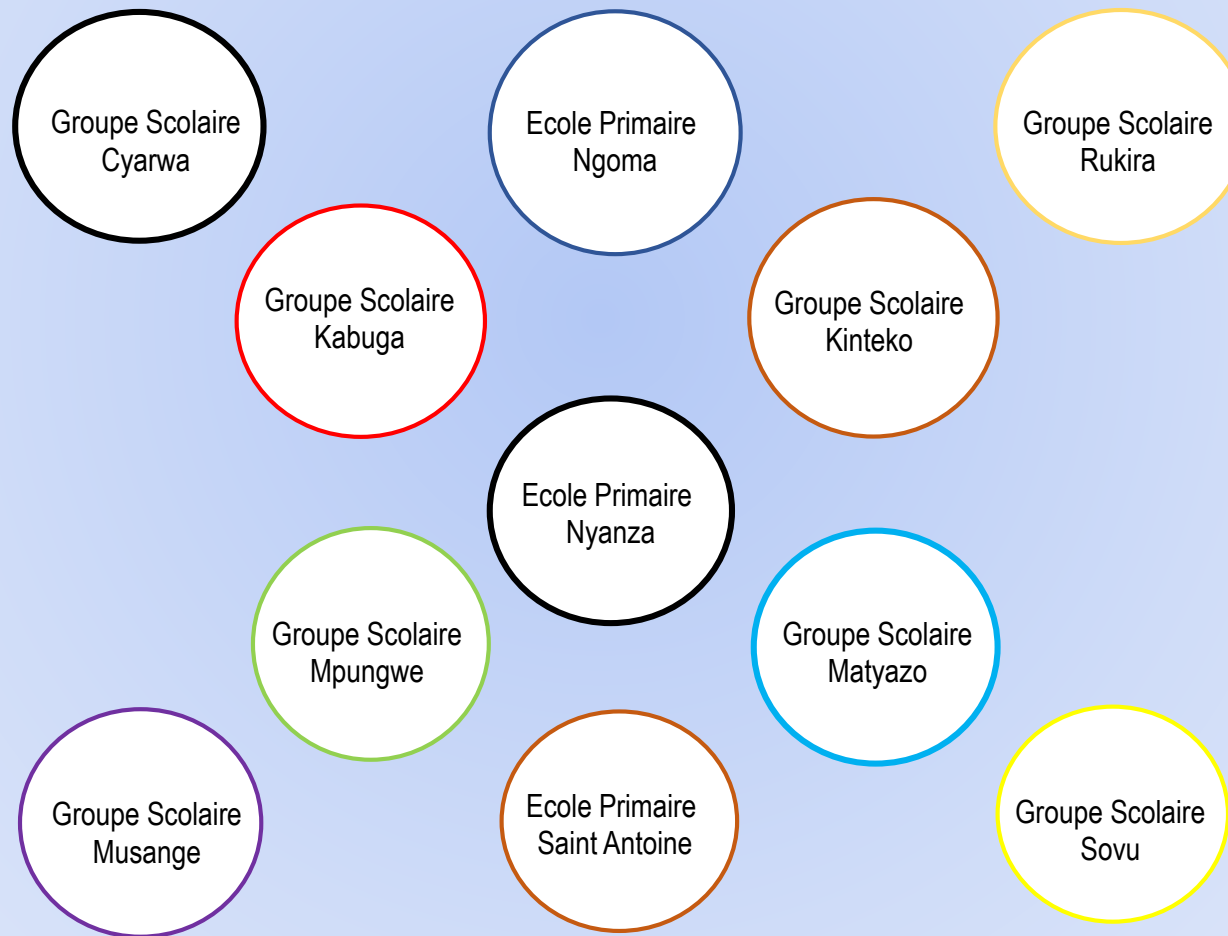 Groupe Scolaire
Cyarwa
Ecole Primaire
Ngoma
Groupe Scolaire
Rukira
Groupe Scolaire
Kabuga
Groupe Scolaire
Kinteko
Ecole Primaire
Nyanza
Groupe Scolaire
Mpungwe
Groupe Scolaire
Matyazo
Groupe Scolaire
Musange
Ecole Primaire
Saint Antoine
Groupe Scolaire
Sovu